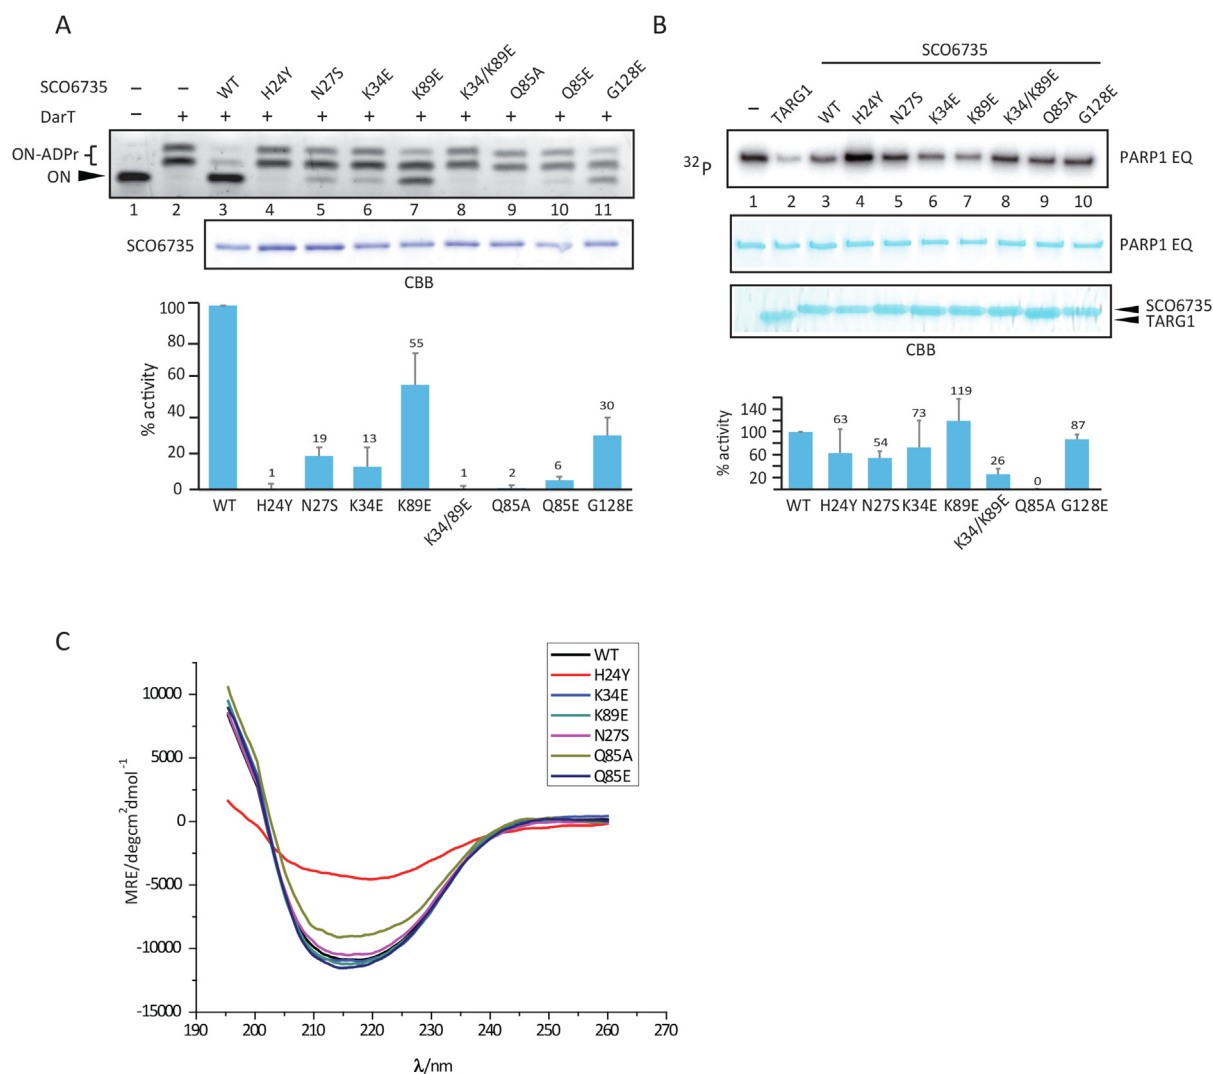 A
SCO6735 – – WT H24Y N27S K34E K89E K34/K89E Q85A Q85E G128E
DarT – + + + + + + + + + +
ON-ADPr
ON
1 2 3 4 5 6 7 8 9 10 11
SCO6735
CBB
% activity
100
80
60
40
20
0
1 19 13 55 1 2 6 30
WT H24Y N27S K34E K89E K34/89E Q85A Q85E G128E
B
SCO6735
– TARG1 WT H24Y N27S K34E K89E K34/K89E Q85A G128E
32P
PARP1 EQ
1 2 3 4 5 6 7 8 9 10
PARP1 EQ
SCO6735
TARG1
CBB
% activity
140
100
60
20
63 54 73 119 26 0 87
WT H24Y N27S K34E K89E K34/K89E Q85A G128E
C
WT
H24Y
K34E
K89E
N27S
Q85A
Q85E
MRE/degcm2dmol-1
10000
5000
0
-5000
-10000
-15000
190 200 210 220 230 240 250 260 270
λ/nm